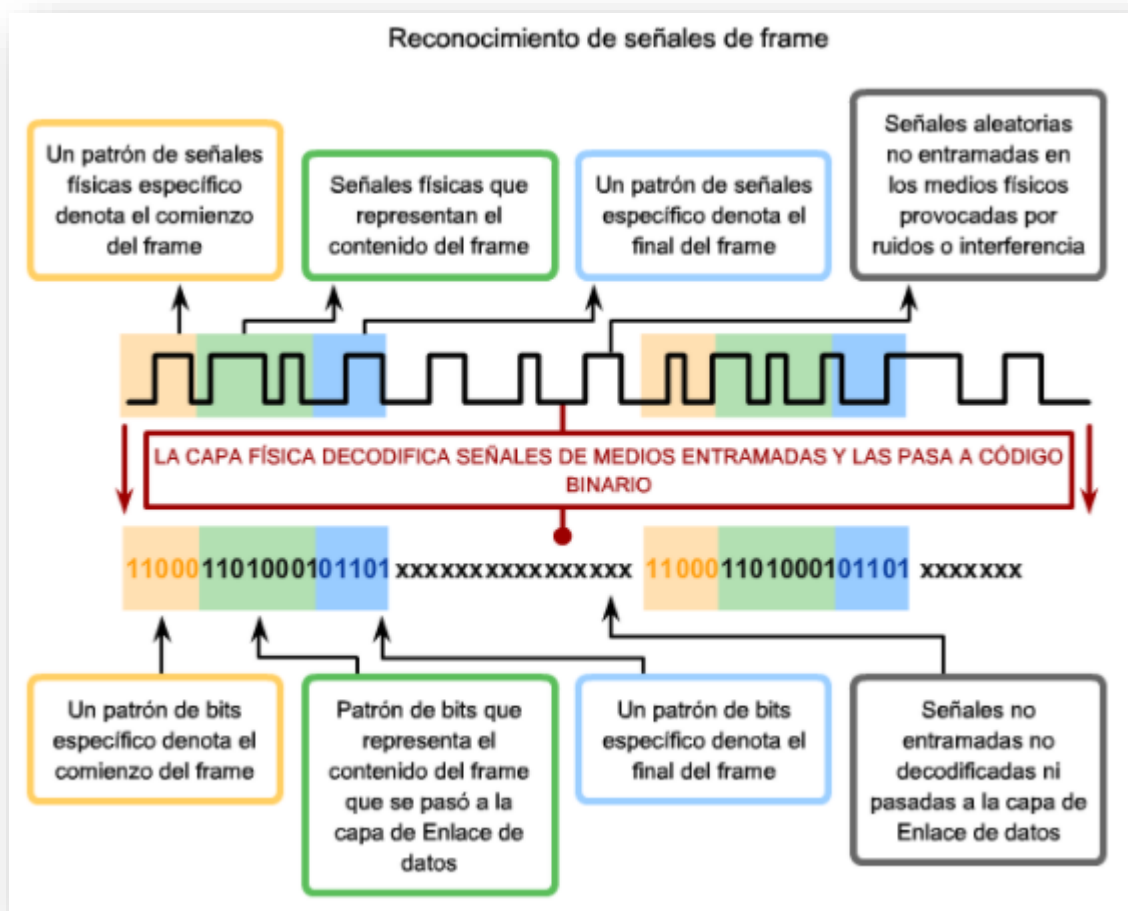 Reconocimiento de señales de frame
Un patrón de señales
físicas específico
denota el comienzo
del frame
Señales físicas que
representan el
contenido del frame
Un patrón de señales
específico denota el
final del frame
Señales aleatorias
no entramadas en
los medios físicos
provocadas por
ruidos o interferencia
LA CAPA FÍSICA DECODIFICA SEÑALES DE MEDIOS ENTRAMADAS Y LAS PASA A CÓDIGO
BINARIO
110001101000101101 xxxxxxxxxxxxxxxx 110001101000101101 xxxxxxx
Un patrón de bits
específico denota el
comienzo del frame
Patrón de bits que
representa el
contenido del frame
que se pasó a la
capa de Enlace de
datos
Un patrón de bits
específico denota el
final del frame
Señales no
entramadas no
decodificadas ni
pasadas a la capa de
Enlace de datos